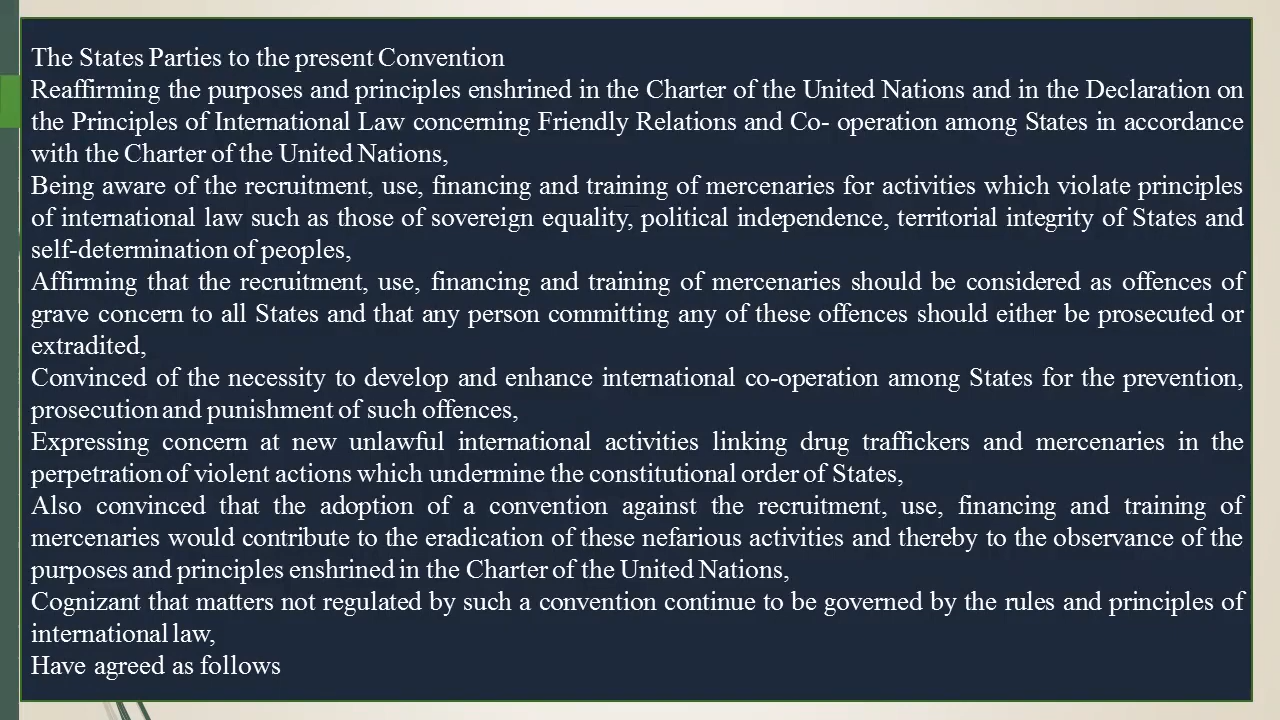 The States Parties to the present Convention
Reaffirming the purposes and principles enshrined in the Charter of the United Nations and in the Declaration on
the Principles of International Law concerning Friendly Relations and Co- operation among States in accordance
with the Charter of the United Nations,
Being aware of the recruitment, use, financing and training of mercenaries for activities which violate principles
of international law such as those of sovereign equality, political independence, territorial integrity of States and
self-determination of peoples,
Affirming that the recruitment, use, financing and training of mercenaries should be considered as offences of
grave concern to all States and that any person committing any of these offences should either be prosecuted or
extradited,
Convinced of the necessity to develop and enhance international co-operation among States for the prevention,
prosecution and punishment of such offences,
Expressing concern at new unlawful international activities linking drug traffickers and mercenaries in the
perpetration of violent actions which undermine the constitutional order of States,
Also convinced that the adoption of a convention against the recruitment, use, financing and training of
mercenaries would contribute to the eradication of these nefarious activities and thereby to the observance of the
purposes and principles enshrined in the Charter of the United Nations,
Cognizant that matters not regulated by such a convention continue to be governed by the rules and principles of
international law,
Have agreed as follows